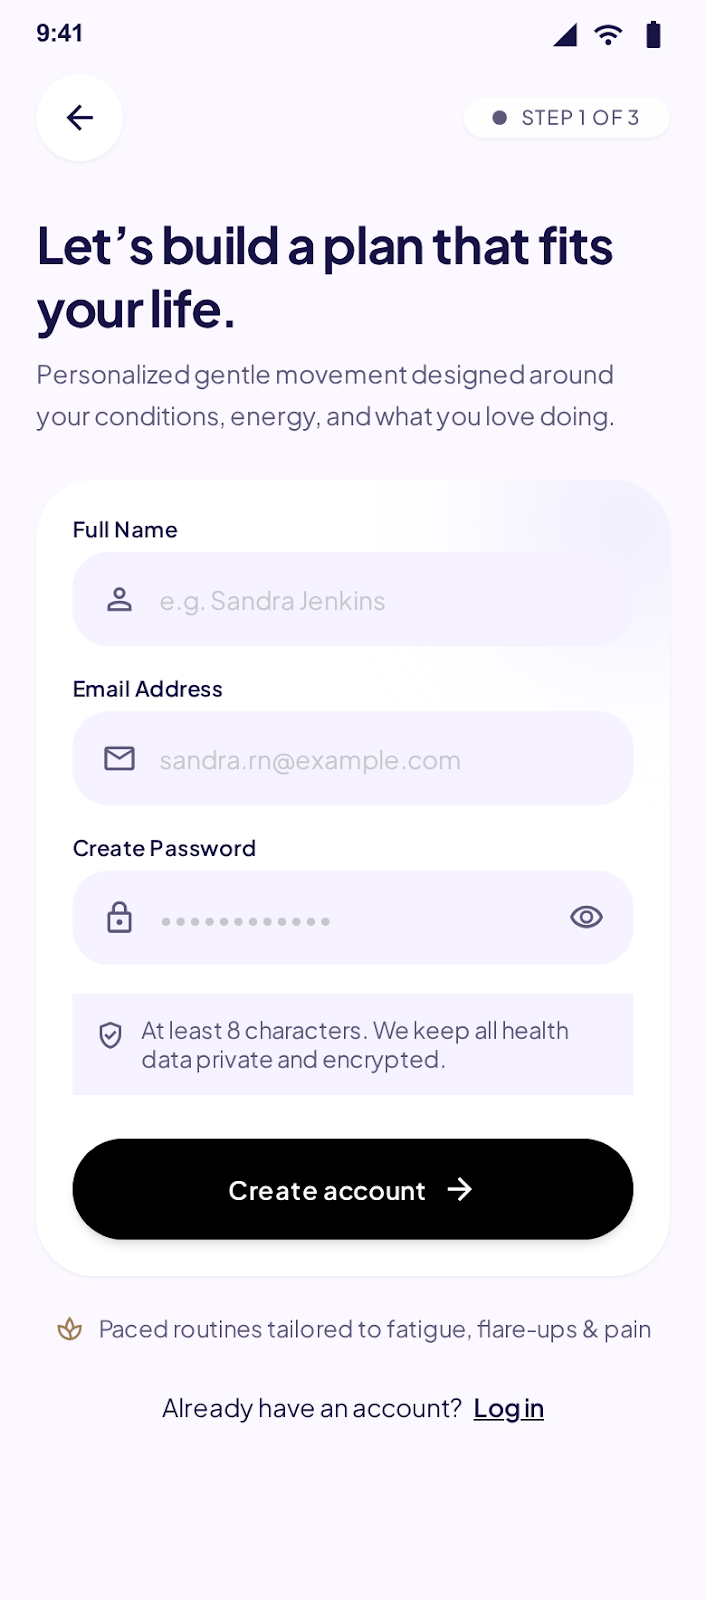 9:41
STEP 1 OF 3
Let’s build a plan that fits
your life.
Personalized gentle movement designed around
your conditions, energy, and what you love doing.
Full Name
e.g. Sandra Jenkins
Email Address
sandra.rn@example.com
Create Password
••••••••••••
At least 8 characters. We keep all health
data private and encrypted.
Create account
Paced routines tailored to fatigue, flare-ups & pain
Already have an account? Log in